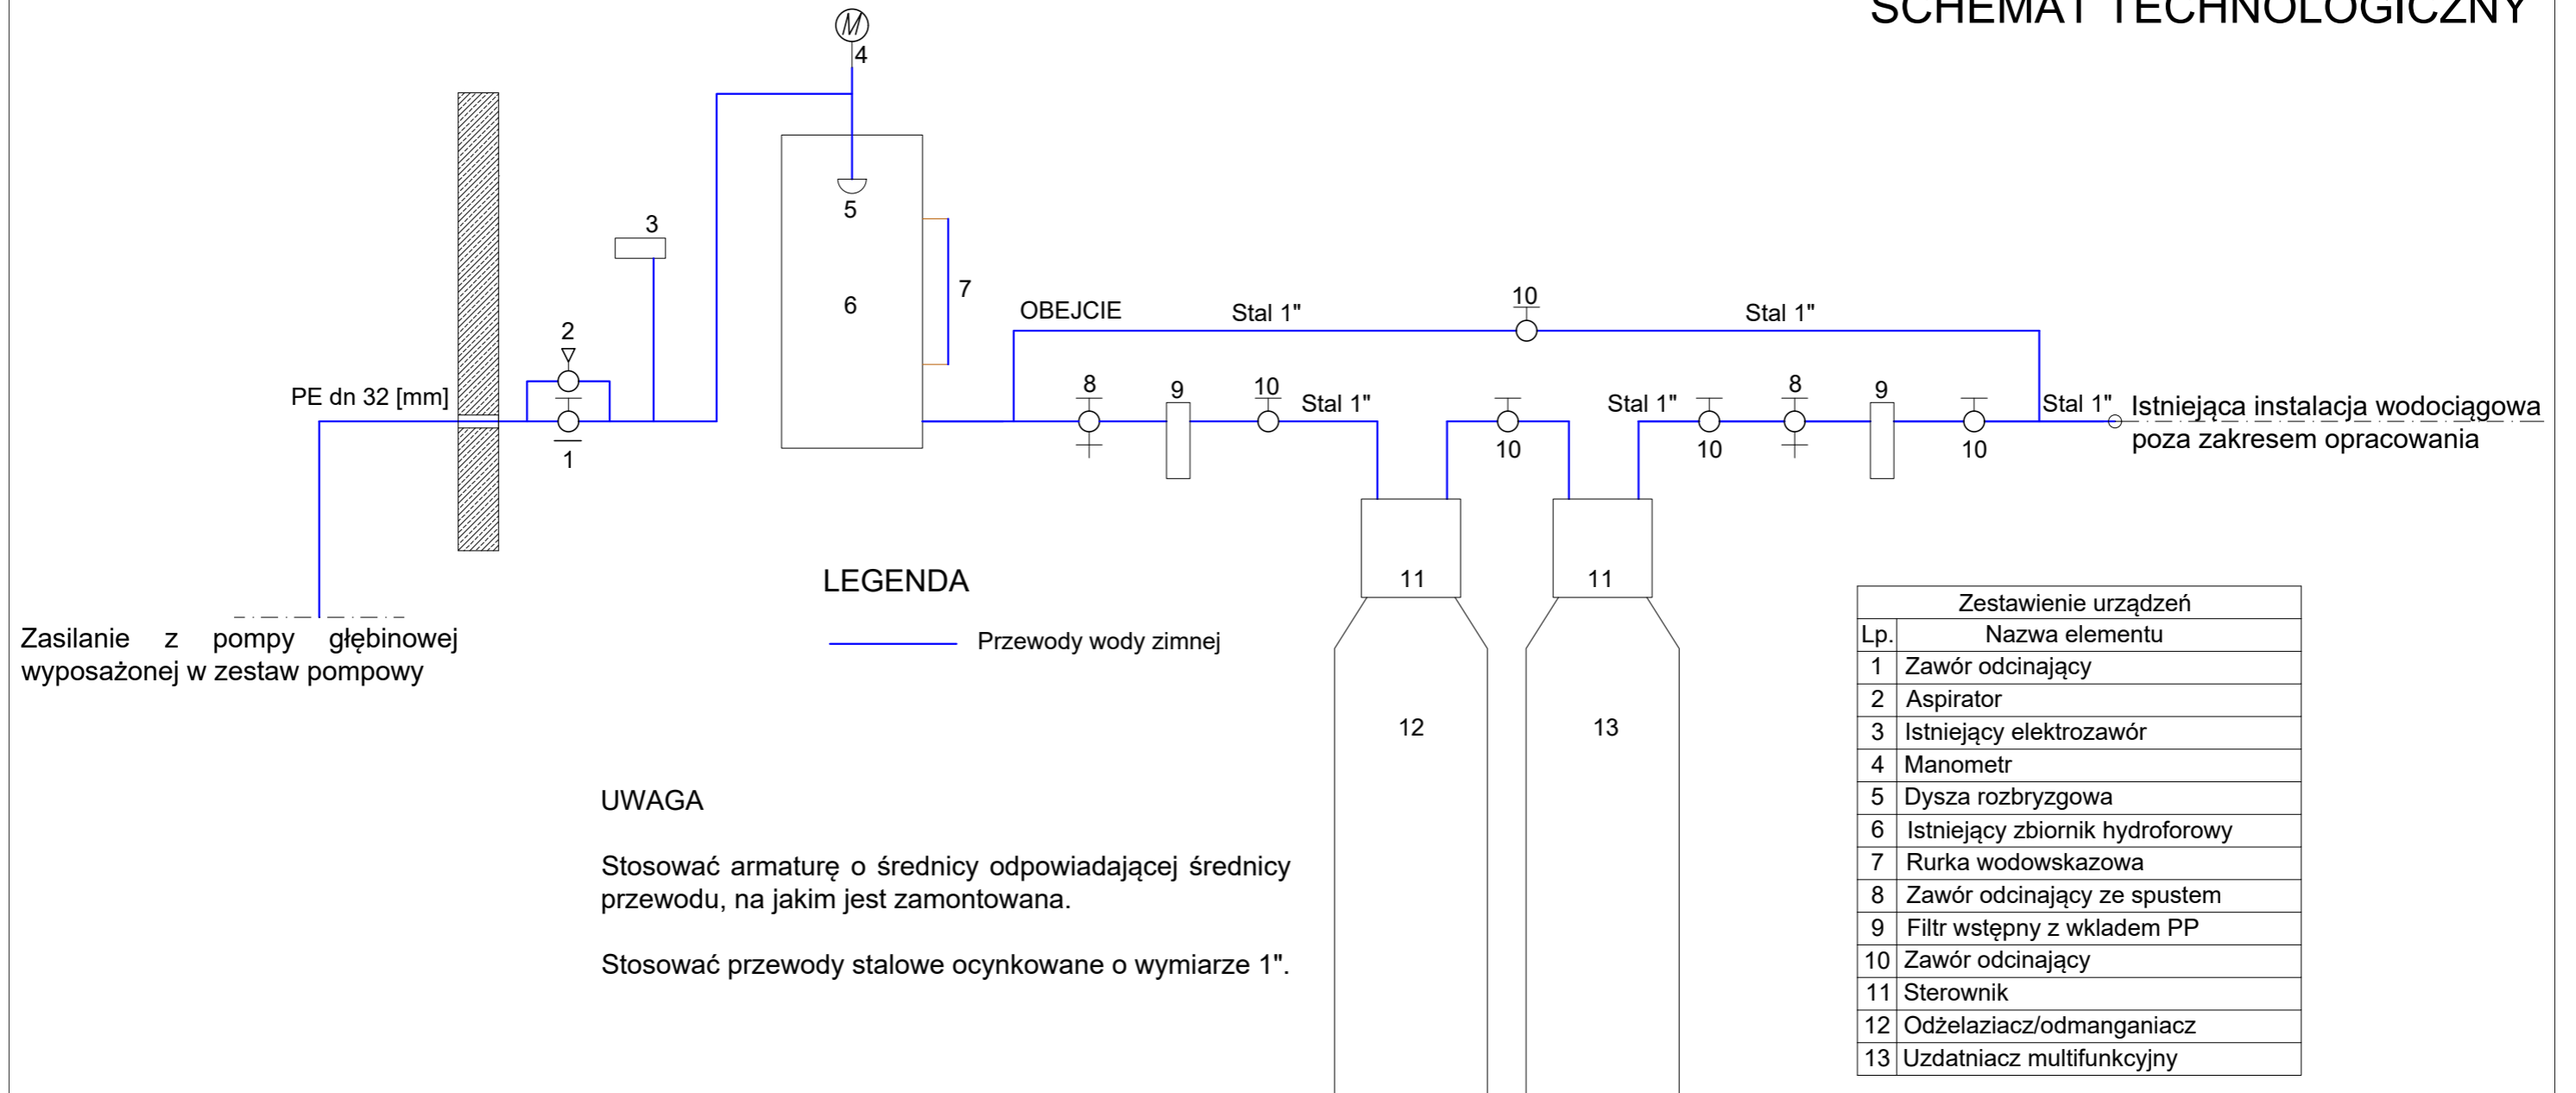 SCHEMAT TECHNOLOGICZNY
M
4
5
3
7
6
2
OBEJCIE
Stal 1"
10
Stal 1"
PE dn 32 [mm]
1
8
9
10
Stal 1"
10
Stal 1"
10
8
9
10
Stal 1"
Istniejąca instalacja wodociągowa
poza zakresem opracowania
11
11
12
13
Zasilanie z pompy głębinowej
wyposażonej w zestaw pompowy
LEGENDA
Przewody wody zimnej
UWAGA
Stosować armaturę o średnicy odpowiadającej średnicy
przewodu, na jakim jest zamontowana.
Stosować przewody stalowe ocynkowane o wymiarze 1".
Zestawienie urządzeń
Lp. Nazwa elementu
1 Zawór odcinający
2 Aspirator
3 Istniejący elektrozawór
4 Manometr
5 Dysza rozbryzgowa
6 Istniejący zbiornik hydroforowy
7 Rurka wodowskazowa
8 Zawór odcinający ze spustem
9 Filtr wstępny z wkladem PP
10 Zawór odcinający
11 Sterownik
12 Odżelaziacz/odmanganiacz
13 Uzdatniacz multifunkcyjny